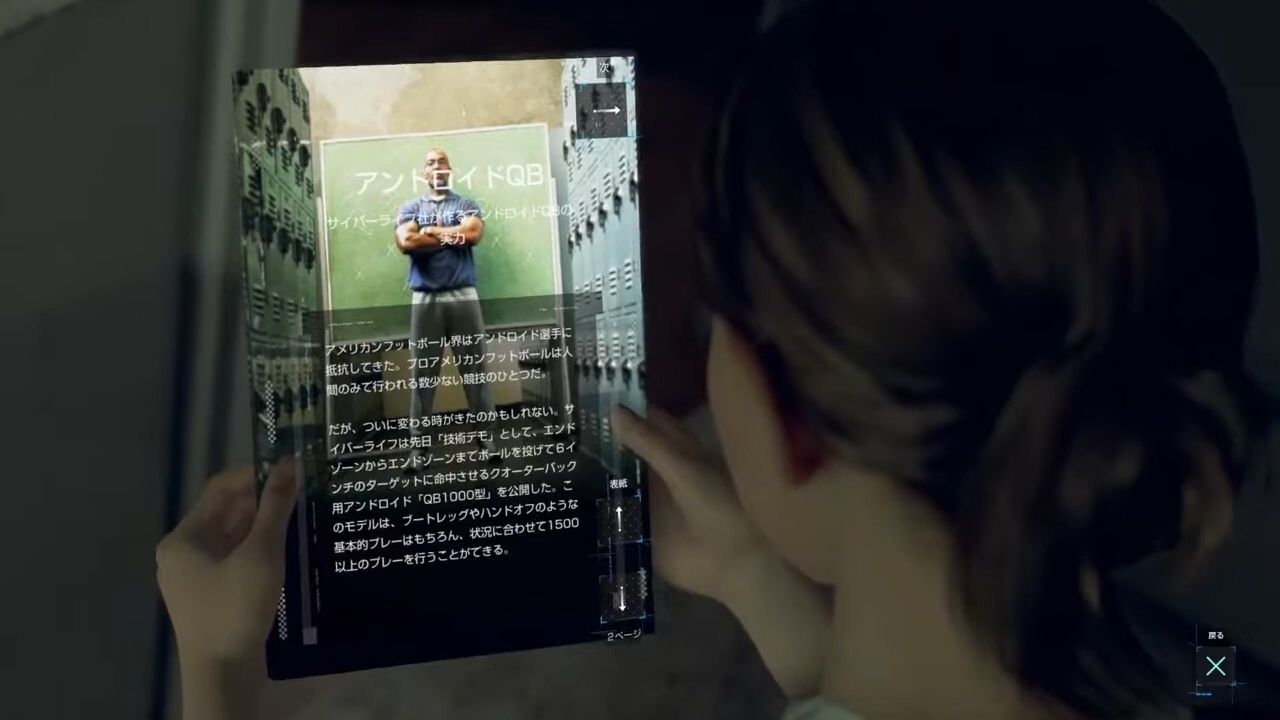 次
アンドロイドQB
サイバーライフ社が作るアンドロイドQBの
実力
アメリカンフットボール界はアンドロイド選手に
抵抗してきた。プロアメリカンフットボールは人
間のみで行われる数少ない競技のひとつだ。
だが、ついに変わる時がきたのかもしれない。サ
イバーライフは先日「技術デモ」として、エンド
ゾーンからエンドゾーンまでボールを投げて6イ
ンチのターゲットに命中させるクオーターバック
用アンドロイド「QB1000型」を公開した。こ
のモデルは、ブートレッグやハンドオフのような
基本的プレーはもちろん、状況に合わせて1500
以上のプレーを行うことができる。
表紙
2ページ
戻る